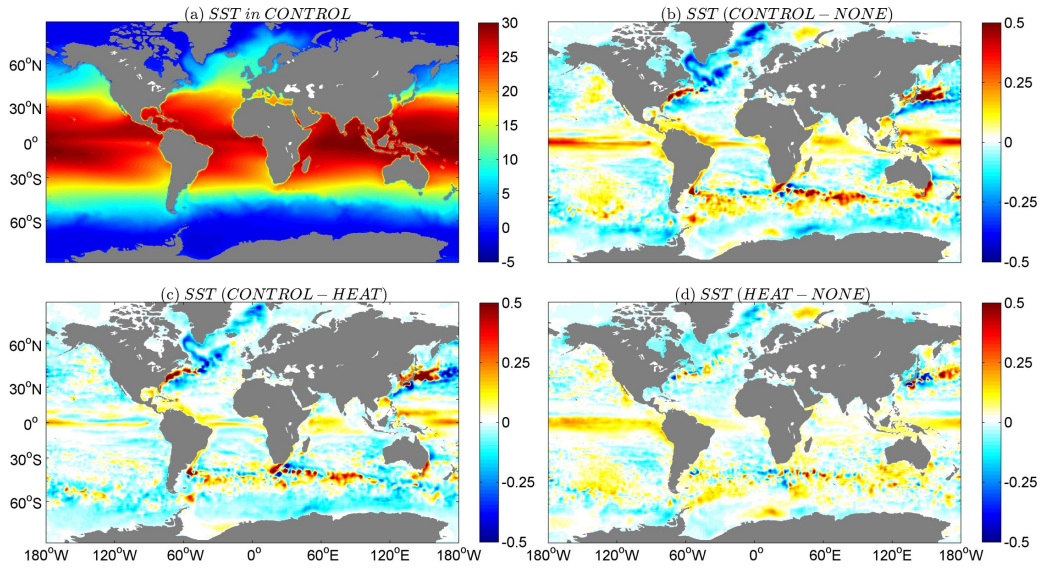 (a) SST in CONTROL
(b) SST (CONTROL − NONE)
60°N
30°N
0°
30°S
60°S
30
25
20
15
10
5
0
-5
0.5
0.25
0
-0.25
-0.5
(c) SST (CONTROL − HEAT)
(d) SST (HEAT − NONE)
60°N
30°N
0°
30°S
60°S
0.5
0.25
0
-0.25
-0.5
0.5
0.25
0
-0.25
-0.5
180°W 120°W 60°W 0° 60°E 120°E 180°W
180°W 120°W 60°W 0° 60°E 120°E 180°W